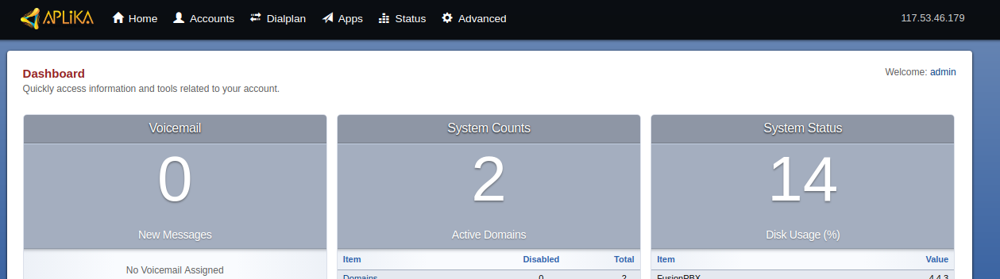 APLiKA Home Accounts Dialplan Apps Status Advanced 117.53.46.179
Dashboard
Welcome: admin
Quickly access information and tools related to your account.
Voicemail System Counts System Status
0 2 14
New Messages Active Domains Disk Usage (%)
Item Disabled Total Item Value
No Voicemail Assigned
Domains 0 2 FusionPBX 4.4.3